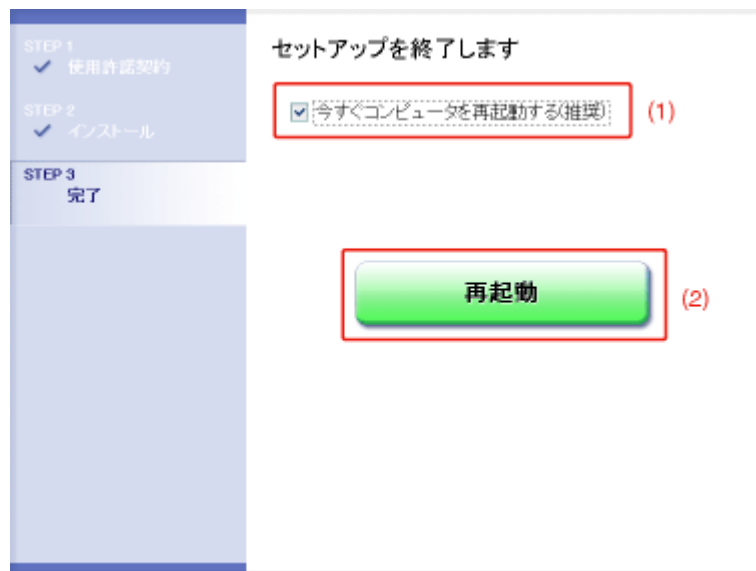 STEP 1
使用許諾契約
STEP 2
インストール
STEP 3
完了
セットアップを終了します
今すぐコンピュータを再起動する(推奨)
(1)
再起動
(2)